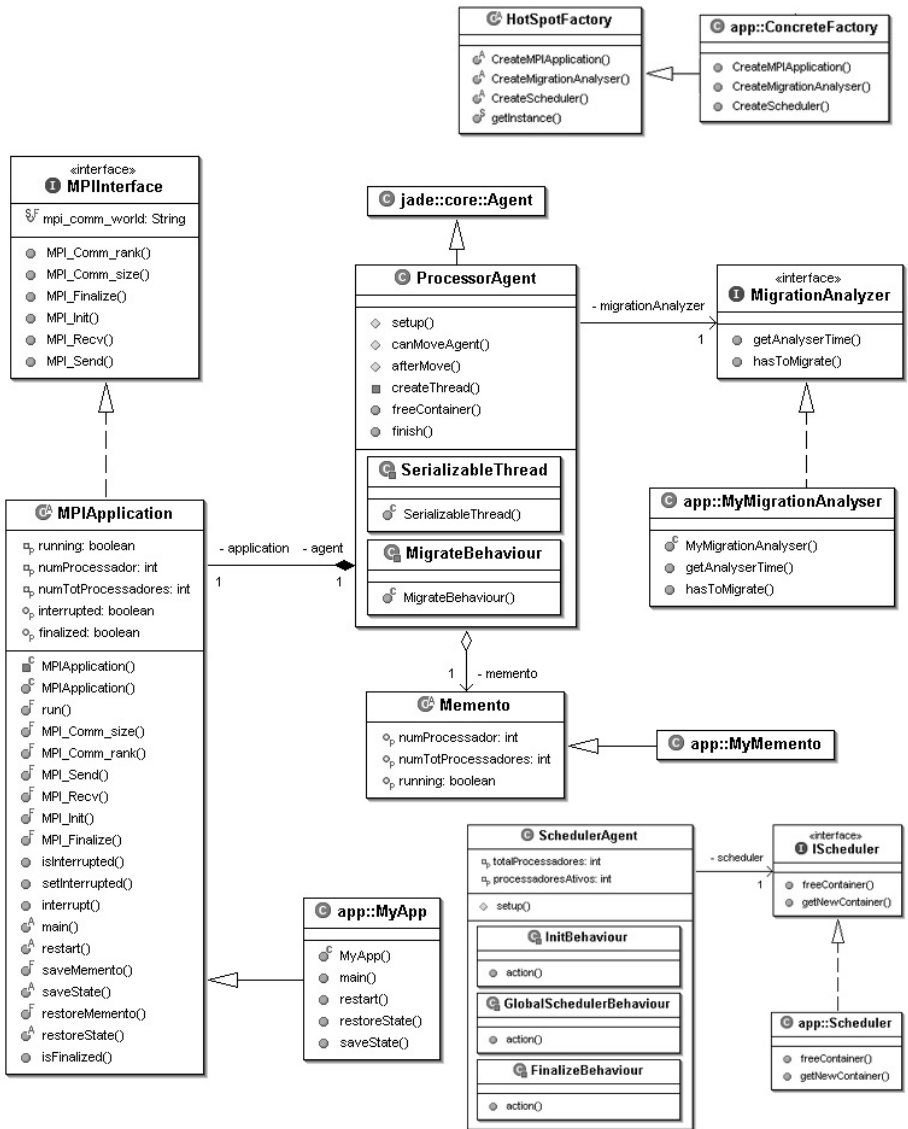 HotSpotFactory
CreateMPIApplication()
CreateMigrationAnalyser()
CreateScheduler()
getInstance()
app::ConcreteFactory
CreateMPIApplication()
CreateMigrationAnalyser()
CreateScheduler()
«interface»
MPIInterface
mpi_comm_world: String
MPI_Comm_rank()
MPI_Comm_size()
MPI_Finalize()
MPI_Init()
MPI_Recv()
MPI_Send()
jade::core::Agent
ProcessorAgent
setup()
canMoveAgent()
afterMove()
createThread()
freeContainer()
finish()
SerializableThread
SerializableThread()
MigrateBehaviour
MigrateBehaviour()
- migrationAnalyzer
1
«interface»
MigrationAnalyzer
getAnalyserTime()
hasToMigrate()
app::MyMigrationAnalyser
MyMigrationAnalyser()
getAnalyserTime()
hasToMigrate()
MPIApplication
running: boolean
numProcessador: int
numTotProcessadores: int
interrupted: boolean
finalized: boolean
MPIApplication()
MPIApplication()
run()
MPI_Comm_size()
MPI_Comm_rank()
MPI_Send()
MPI_Recv()
MPI_Init()
MPI_Finalize()
isInterrupted()
setInterrupted()
interrupt()
main()
restart()
saveMemento()
saveState()
restoreMemento()
restoreState()
isFinalized()
- application - agent
1 1
1 - memento
Memento
numProcessador: int
numTotProcessadores: int
running: boolean
app::MyMemento
app::MyApp
MyApp()
main()
restart()
restoreState()
saveState()
SchedulerAgent
totalProcessadores: int
processadoresAtivos: int
setup()
InitBehaviour
action()
GlobalSchedulerBehaviour
action()
FinalizeBehaviour
action()
- scheduler
1
«interface»
IScheduler
freeContainer()
getNewContainer()
app::Scheduler
freeContainer()
getNewContainer()